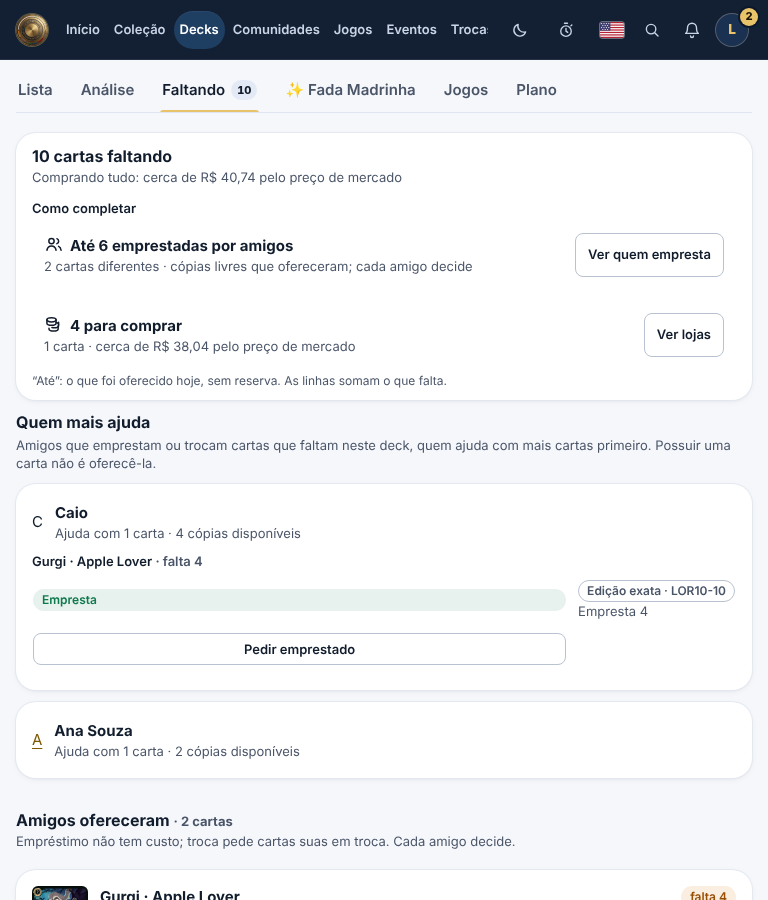 Início Coleção Decks Comunidades Jogos Eventos Troca L 2
Lista Análise Faltando 10 ✨ Fada Madrinha Jogos Plano
10 cartas faltando
Comprando tudo: cerca de R$ 40,74 pelo preço de mercado
Como completar
Até 6 emprestadas por amigos
2 cartas diferentes · cópias livres que ofereceram; cada amigo decide
Ver quem empresta
4 para comprar
1 carta · cerca de R$ 38,04 pelo preço de mercado
Ver lojas
“Até”: o que foi oferecido hoje, sem reserva. As linhas somam o que falta.
Quem mais ajuda
Amigos que emprestam ou trocam cartas que faltam neste deck, quem ajuda com mais cartas primeiro. Possuir uma
carta não é oferecê-la.
C
Caio
Ajuda com 1 carta · 4 cópias disponíveis
Gurgi · Apple Lover · falta 4
Empresta
Edição exata · LOR10-10
Empresta 4
Pedir emprestado
A
Ana Souza
Ajuda com 1 carta · 2 cópias disponíveis
Amigos ofereceram · 2 cartas
Empréstimo não tem custo; troca pede cartas suas em troca. Cada amigo decide.
Gurgi · Apple Lover
falta 4